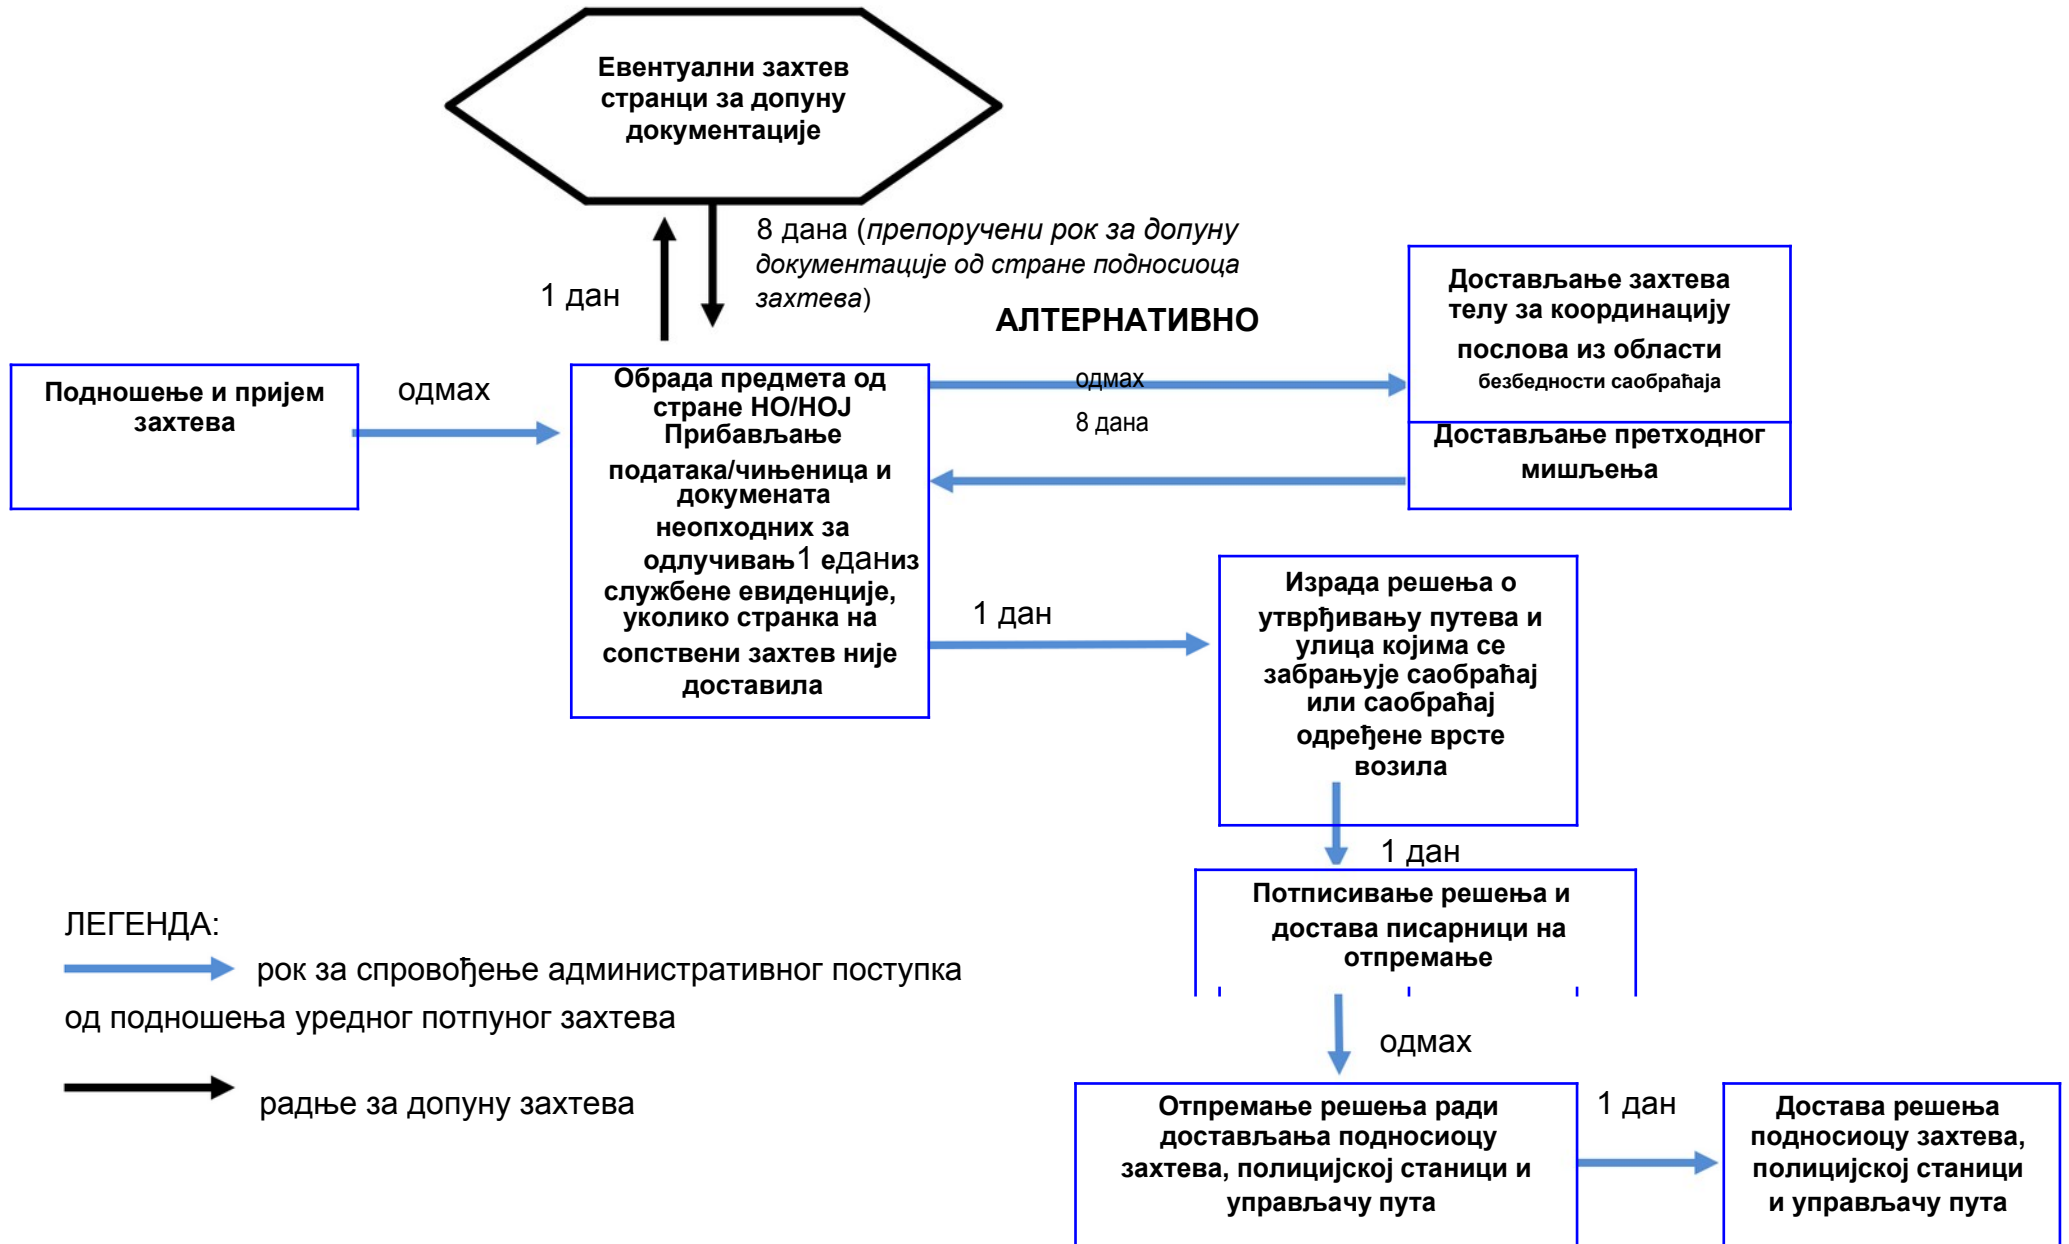 Евентуални захтев
странци за допуну
документације
8 дана (препоручени рок за допуну
документације од стране подносиоца
захтева)
1 дан
АЛТЕРНАТИВНО
Достављање захтева
телу за координацију
послова из области
безбедности саобраћаја
Достављање претходног
мишљења
Подношење и пријем
захтева
одмах
Обрада предмета од
стране НО/НОЈ
Прибављање
података/чињеница и
докумената
неопходних за
одлучивањ1 еданиз
службене евиденције,
уколико странка на
сопствени захтев није
доставила
одмах
8 дана
1 дан
Израда решења о
утврђивању путева и
улица којима се
забрањује саобраћај
или саобраћај
одређене врсте
возила
1 дан
Потписивање решења и
достава писарници на
отпремање
одмах
Отпремање решења ради
достављања подносиоцу
захтева, полицијској станици и
управљачу пута
1 дан
Достава решења
подносиоцу захтева,
полицијској станици
и управљачу пута
ЛЕГЕНДА:
рок за спровођење административног поступка
од подношења уредног потпуног захтева
радње за допуну захтева